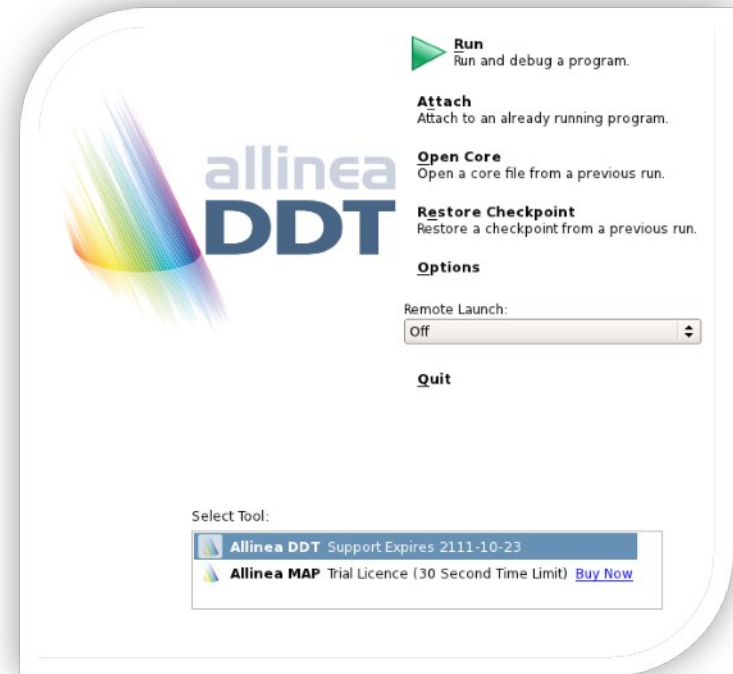 Run
Run and debug a program.
Attach
Attach to an already running program.
Open Core
Open a core file from a previous run.
Restore Checkpoint
Restore a checkpoint from a previous run.
Options
allinea
DDT
Remote Launch:
Off
Quit
Select Tool:
Allinea DDT Support Expires 2111-10-23
Allinea MAP Trial Licence (30 Second Time Limit) Buy Now